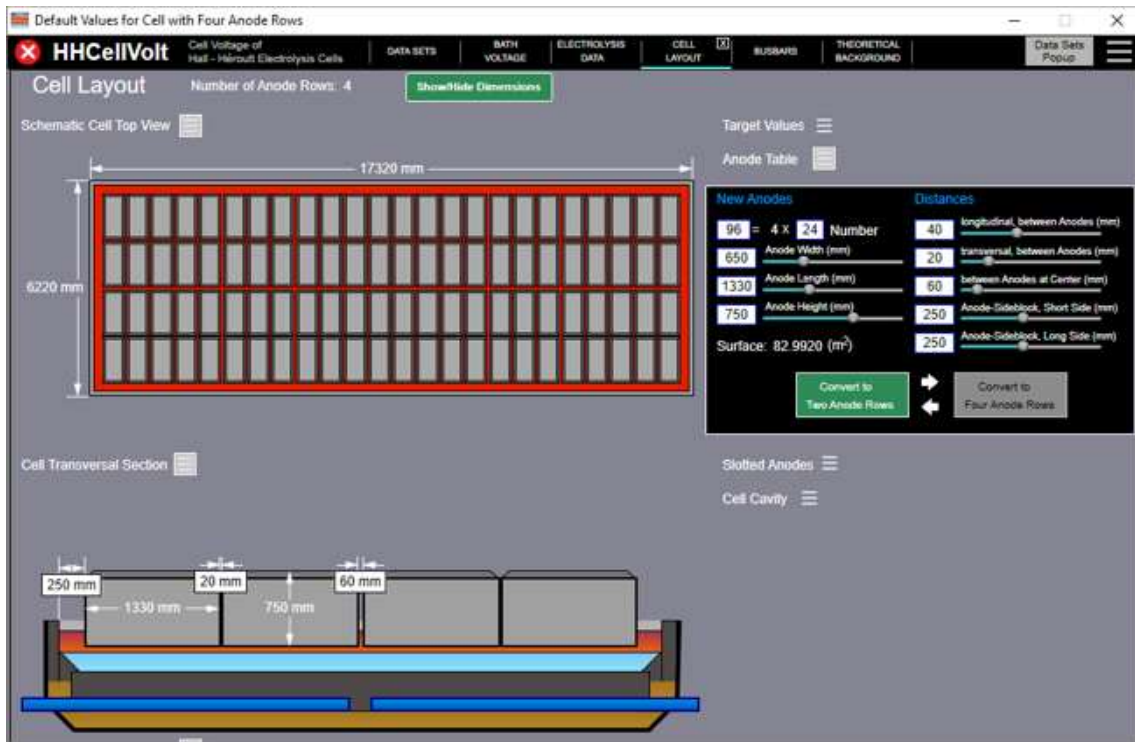 Default Values for Cell with Four Anode Rows
HHCellVolt
Cell Voltage of
Hall - Héroult Electrolysis Cells
DATA SETS
BATH
VOLTAGE
ELECTROLYSIS
DATA
CELL
LAYOUT
X
BUSBARS
THEORETICAL
BACKGROUND
Data Sets
Popup
Cell Layout
Number of Anode Rows: 4
Show/Hide Dimensions
Schematic Cell Top View
17320 mm
6220 mm
Target Values
Anode Table
New Anodes
96 = 4 x 24 Number
650 Anode Width (mm)
1330 Anode Length (mm)
750 Anode Height (mm)
Surface: 82.9920 (m²)
Distances
40 longitudinal, between Anodes (mm)
20 transversal, between Anodes (mm)
60 between Anodes at Center (mm)
250 Anode-Sideblock, Short Side (mm)
250 Anode-Sideblock, Long Side (mm)
Convert to
Two Anode Rows
Convert to
Four Anode Rows
Cell Transversal Section
Slotted Anodes
Cell Cavity
250 mm
20 mm
60 mm
1330 mm
750 mm